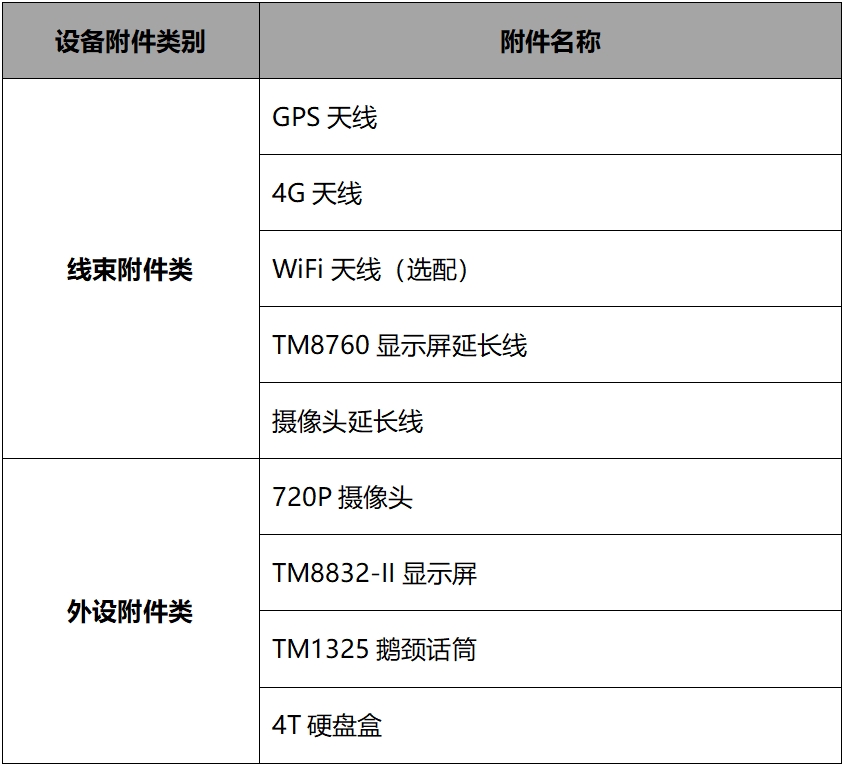 设备附件类别
附件名称
线束附件类
GPS 天线
4G 天线
WiFi 天线（选配）
TM8760 显示屏延长线
摄像头延长线
外设附件类
720P 摄像头
TM8832-II 显示屏
TM1325 鹅颈话筒
4T 硬盘盒